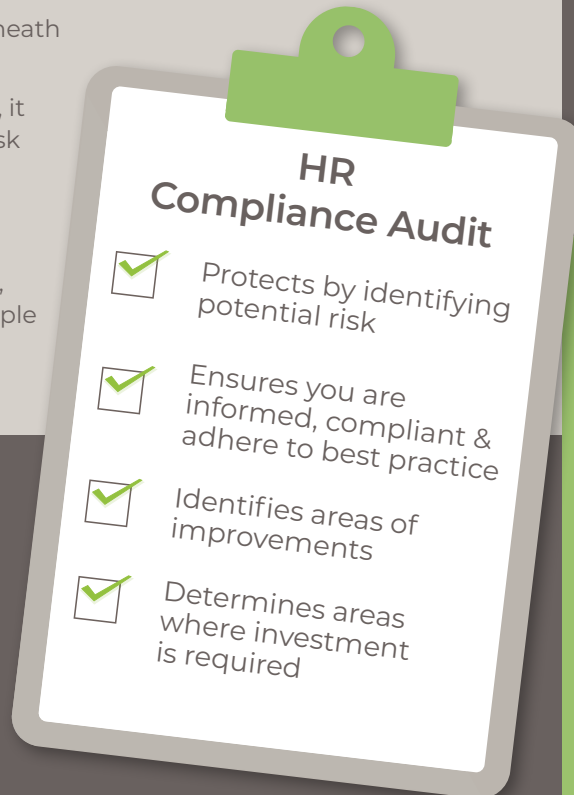 neath
, it
sk
,
ple
HR
Compliance Audit
Protects by identifying
potential risk
Ensures you are
informed, compliant &
adhere to best practice
Identifies areas of
improvements
Determines areas
where investment
is required